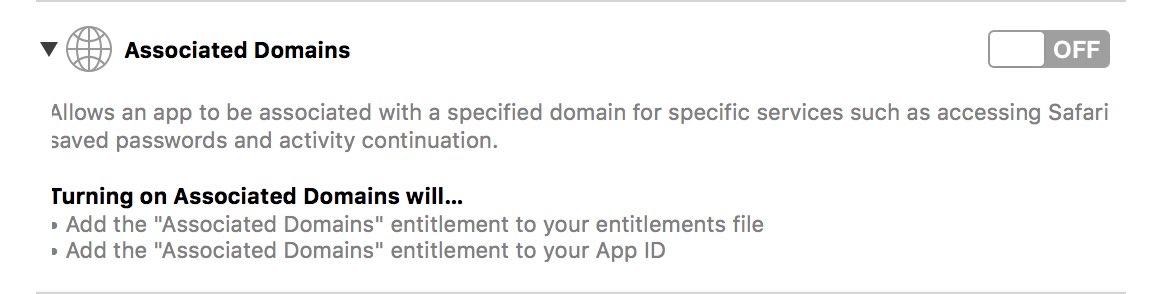 Associated Domains
OFF
Allows an app to be associated with a specified domain for specific services such as accessing Safari
saved passwords and activity continuation.
Turning on Associated Domains will…
• Add the "Associated Domains" entitlement to your entitlements file
• Add the "Associated Domains" entitlement to your App ID